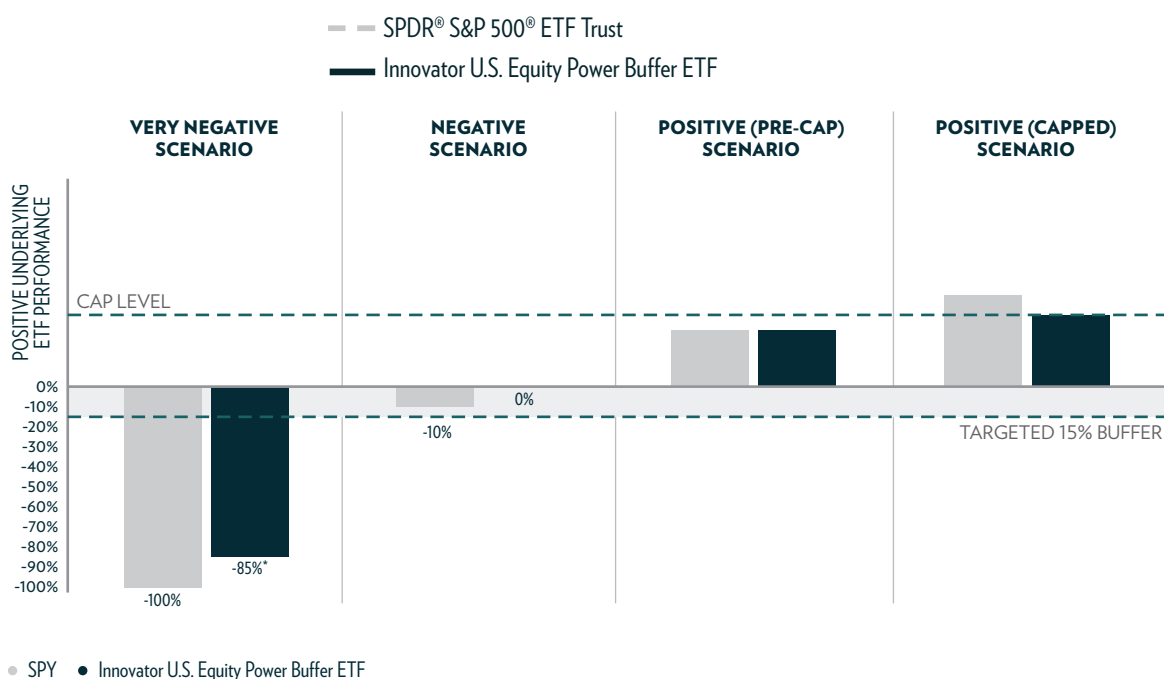 SPDR® S&P 500® ETF Trust
Innovator U.S. Equity Power Buffer ETF
VERY NEGATIVE
SCENARIO
NEGATIVE
SCENARIO
POSITIVE (PRE-CAP)
SCENARIO
POSITIVE (CAPPED)
SCENARIO
POSITIVE UNDERLYING
ETF PERFORMANCE
CAP LEVEL
0%
-10%
-20%
-30%
-40%
-50%
-60%
-70%
-80%
-90%
-100%
-100%
-85%*
-10%
0%
TARGETED 15% BUFFER
SPY
Innovator U.S. Equity Power Buffer ETF